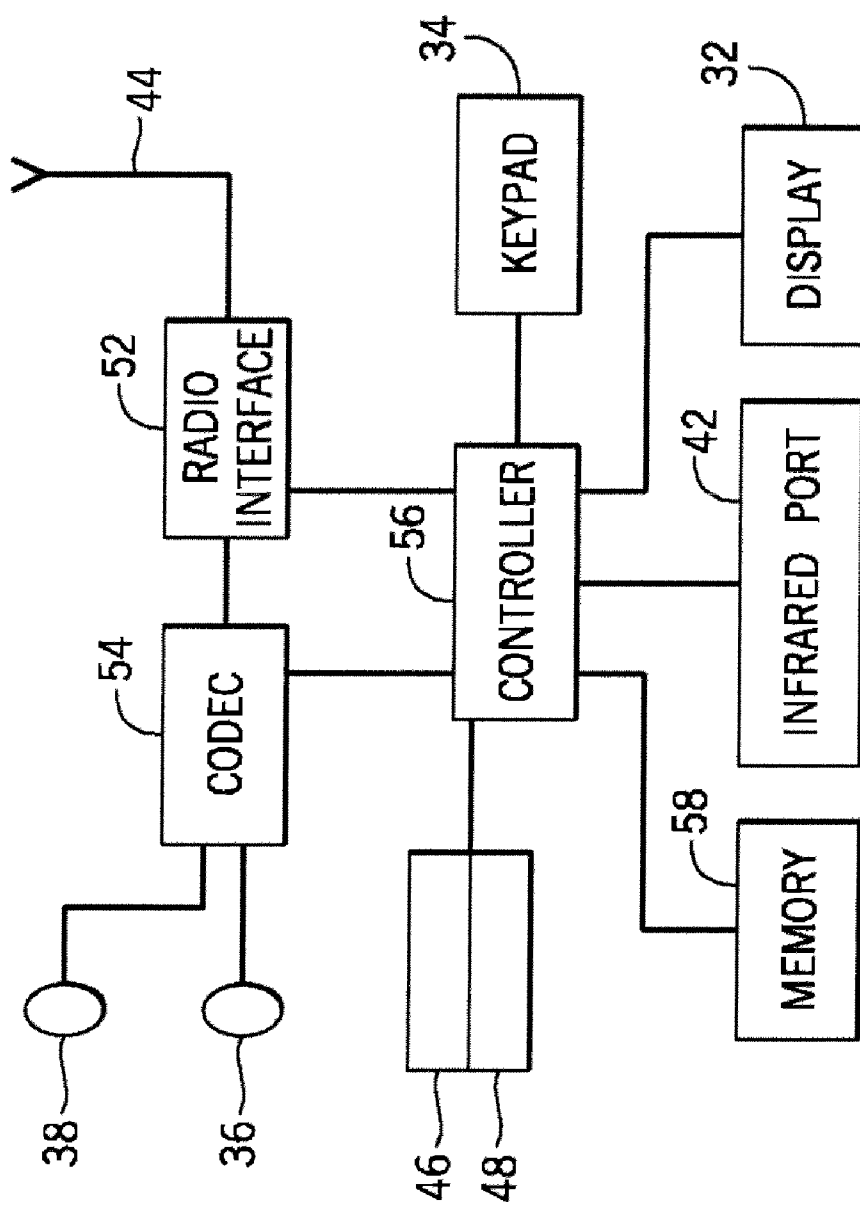 38
54
52
44
CODEC
RADIO
INTERFACE
36
46
56
34
48
CONTROLLER
KEYPAD
58
42
32
MEMORY
INFRARED PORT
DISPLAY